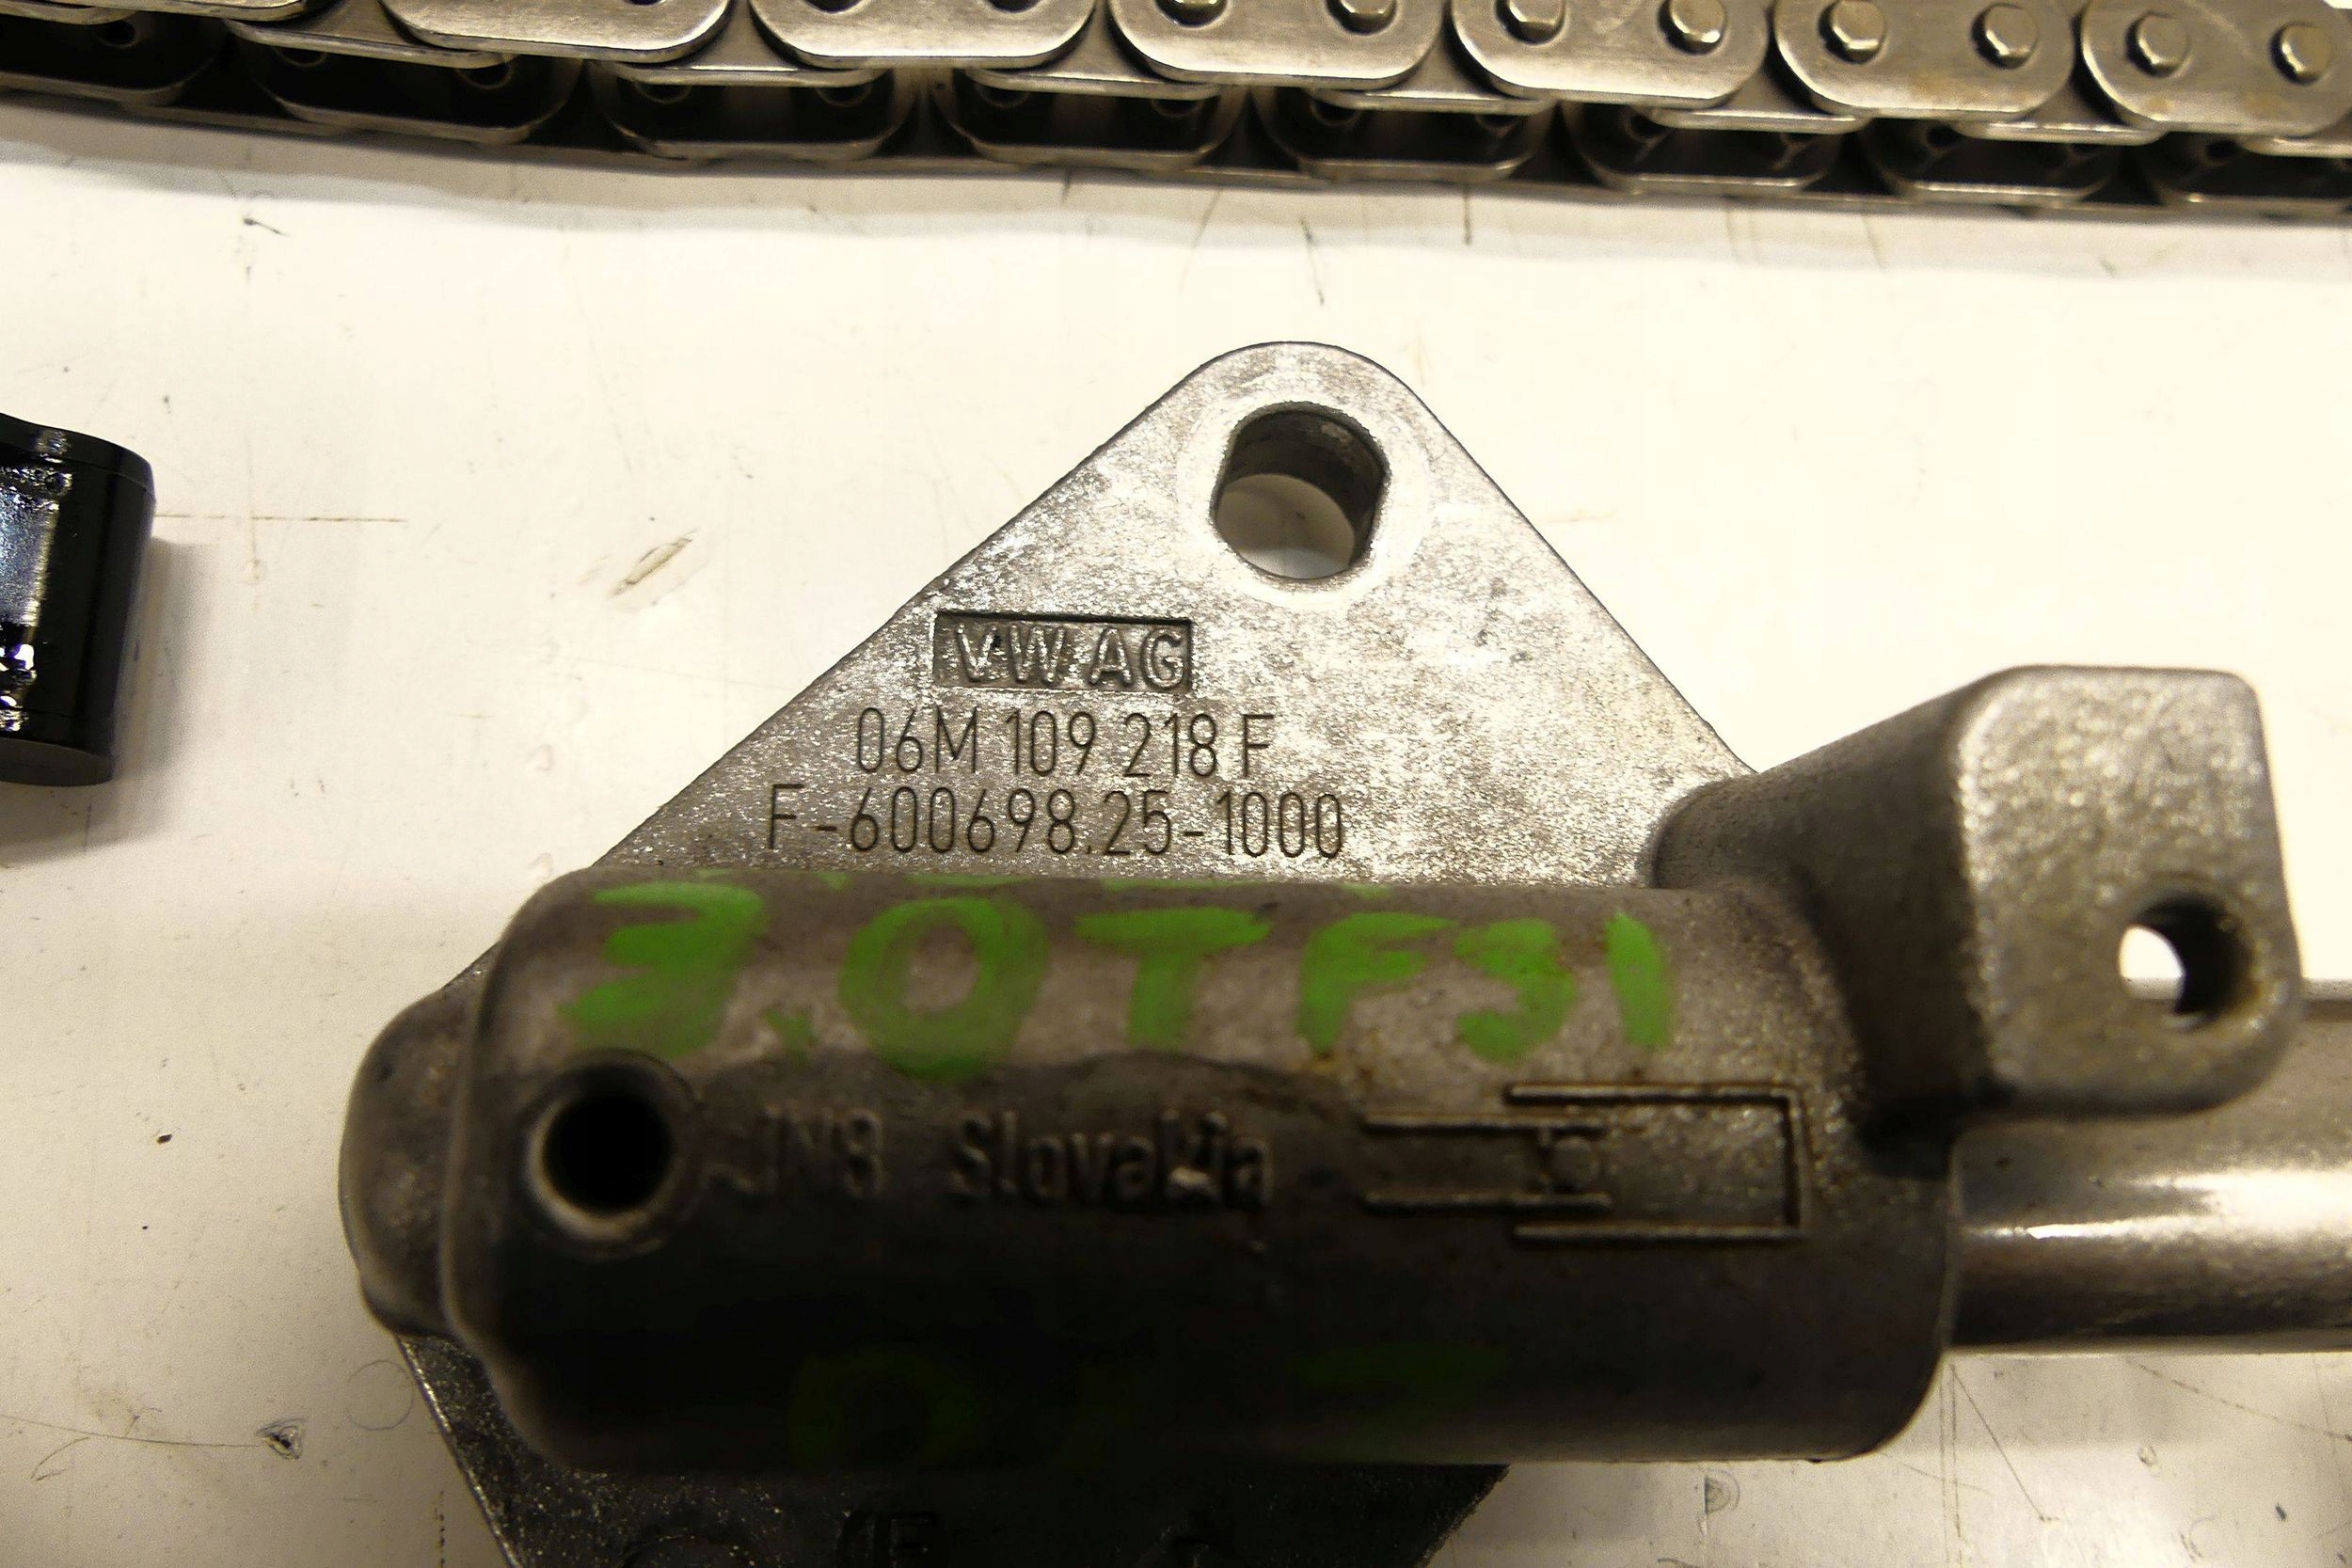 VW AG
06M 109 218 F
F-600698.25-1000
3.0TFSI
Slovakia